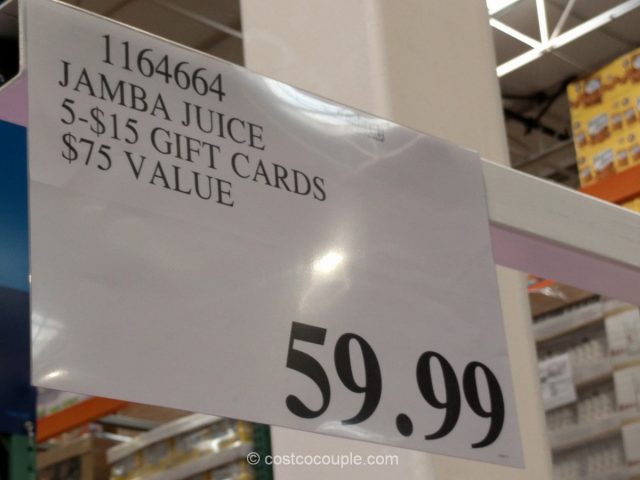 1164664
JAMBA JUICE
5-$15 GIFT CARDS
$75 VALUE
59.99
© costcocouple.com